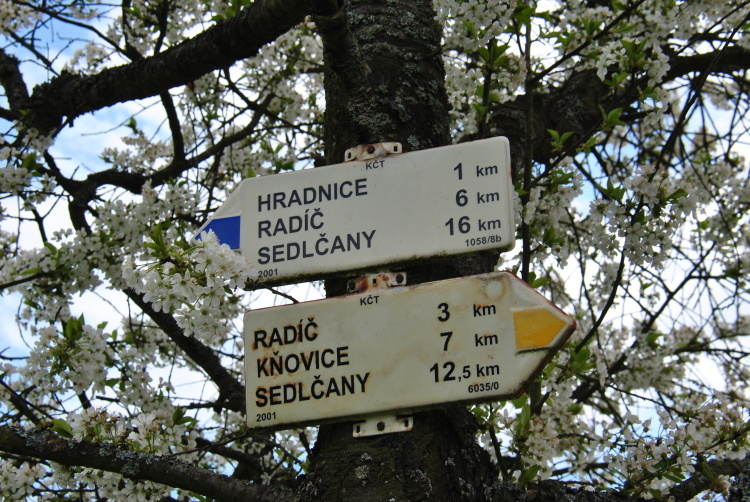 KČT
HRADNICE 1 km
RADÍČ 6 km
SEDLČANY 16 km
2001 1058/8b
KČT
RADÍČ 3 km
KŇOVICE 7 km
SEDLČANY 12,5 km
2001 6035/0